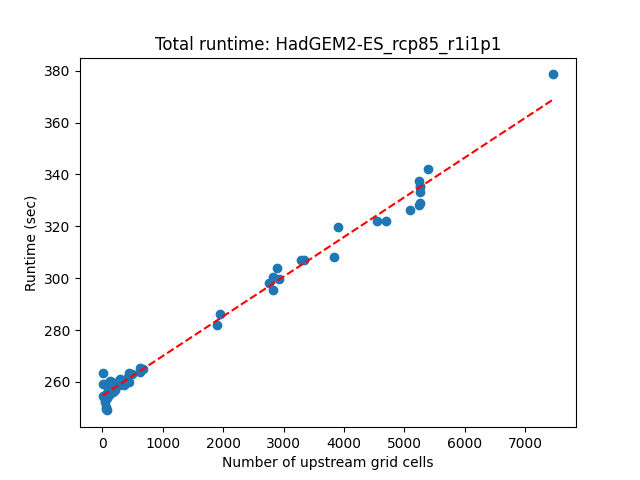 Total runtime: HadGEM2-ES_rcp85_r1i1p1
380
360
340
320
300
280
260
Runtime (sec)
0 1000 2000 3000 4000 5000 6000 7000
Number of upstream grid cells